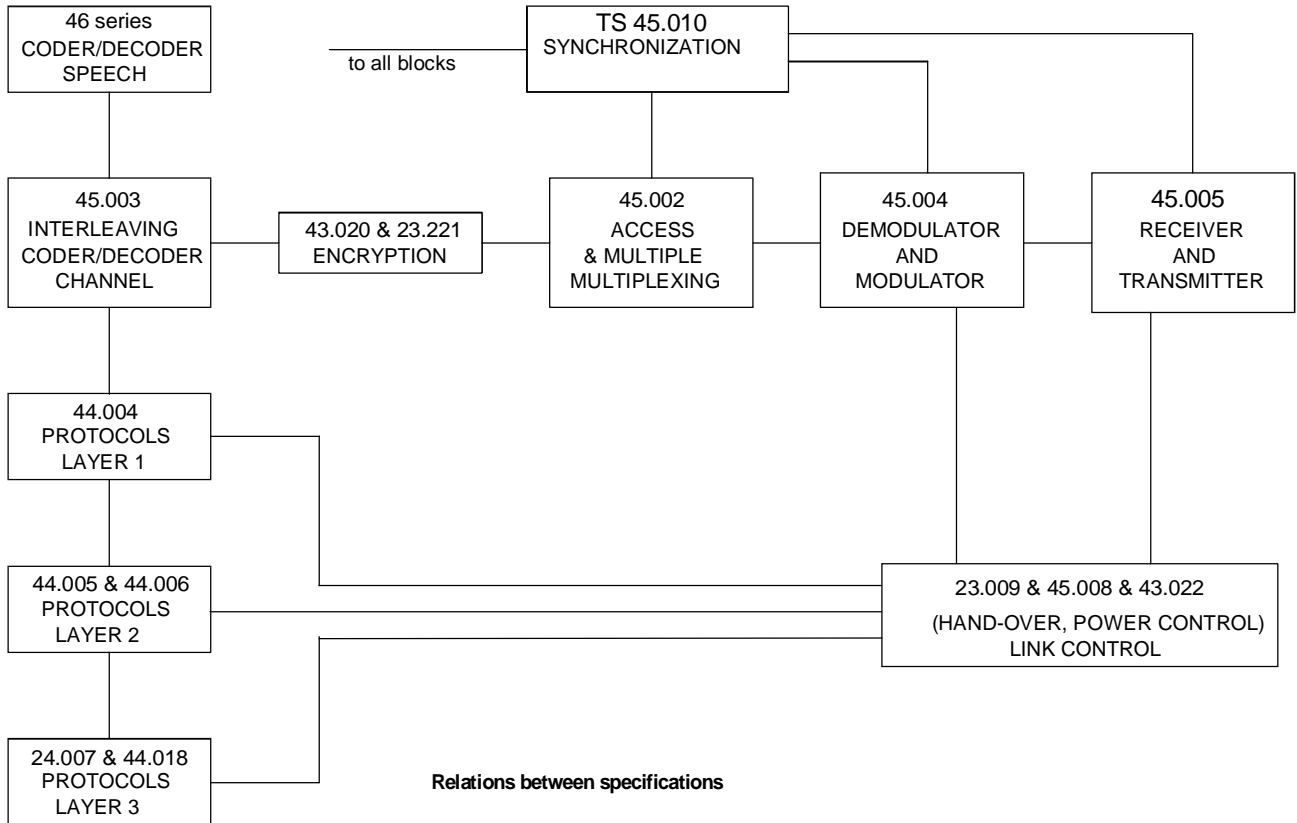 46 series
CODER/DECODER
SPEECH
TS 45.010
SYNCHRONIZATION
to all blocks
45.003
INTERLEAVING
CODER/DECODER
CHANNEL
43.020 & 23.221
ENCRYPTION
45.002
ACCESS
& MULTIPLE
MULTIPLEXING
45.004
DEMODULATOR
AND
MODULATOR
45.005
RECEIVER
AND
TRANSMITTER
44.004
PROTOCOLS
LAYER 1
44.005 & 44.006
PROTOCOLS
LAYER 2
23.009 & 45.008 & 43.022
(HAND-OVER, POWER CONTROL)
LINK CONTROL
24.007 & 44.018
PROTOCOLS
LAYER 3
Relations between specifications